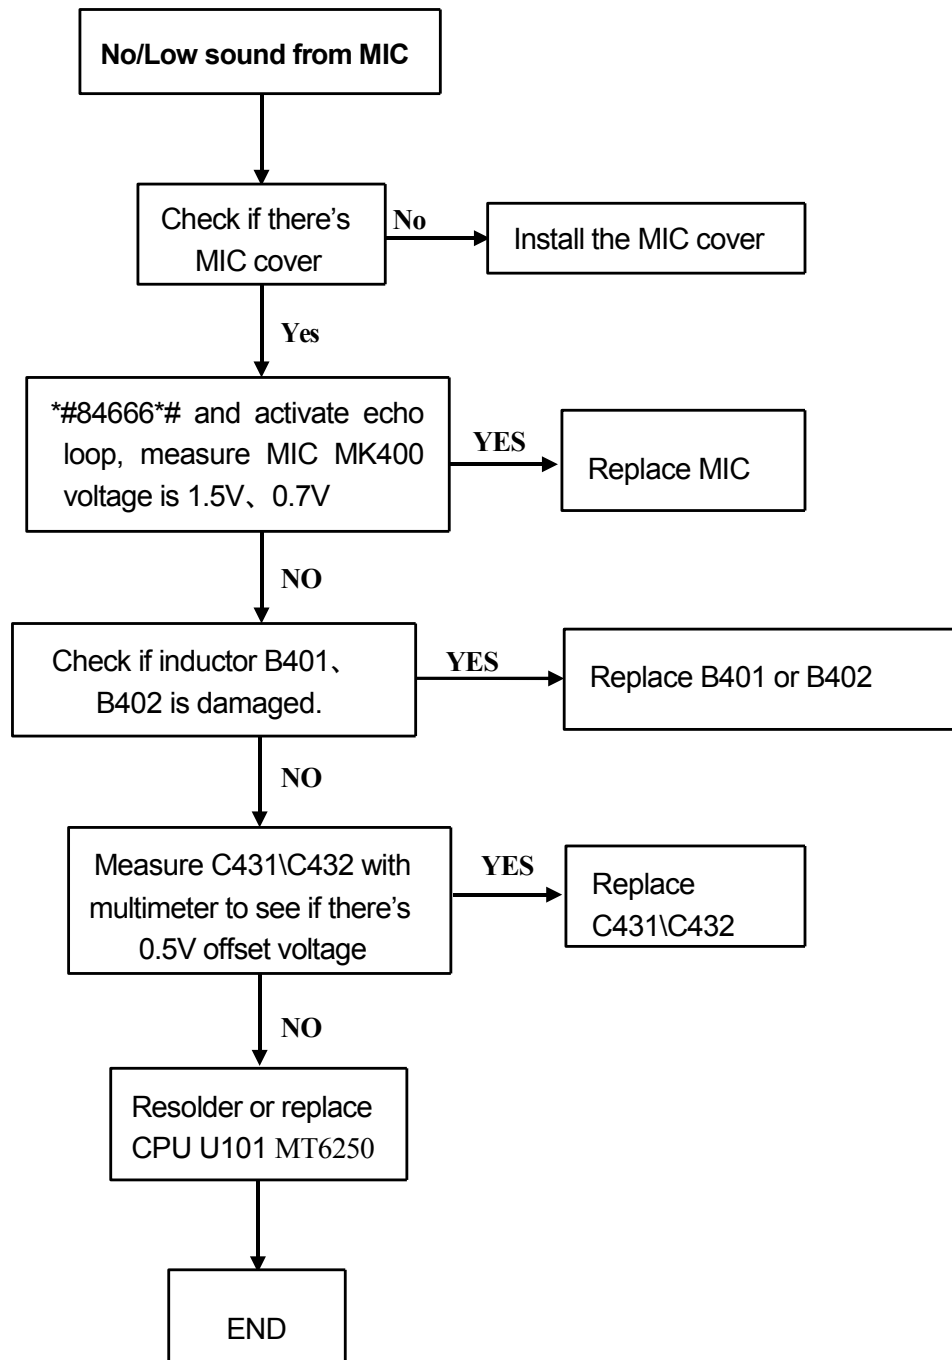 No/Low sound from MIC
Check if there’s
MIC cover
No
Install the MIC cover
Yes
*#84666*# and activate echo
loop, measure MIC MK400
voltage is 1.5V、0.7V
YES
Replace MIC
NO
Check if inductor B401、
B402 is damaged.
YES
Replace B401 or B402
NO
Measure C431\C432 with
multimeter to see if there’s
0.5V offset voltage
YES
Replace
C431\C432
NO
Resolder or replace
CPU U101 MT6250
END